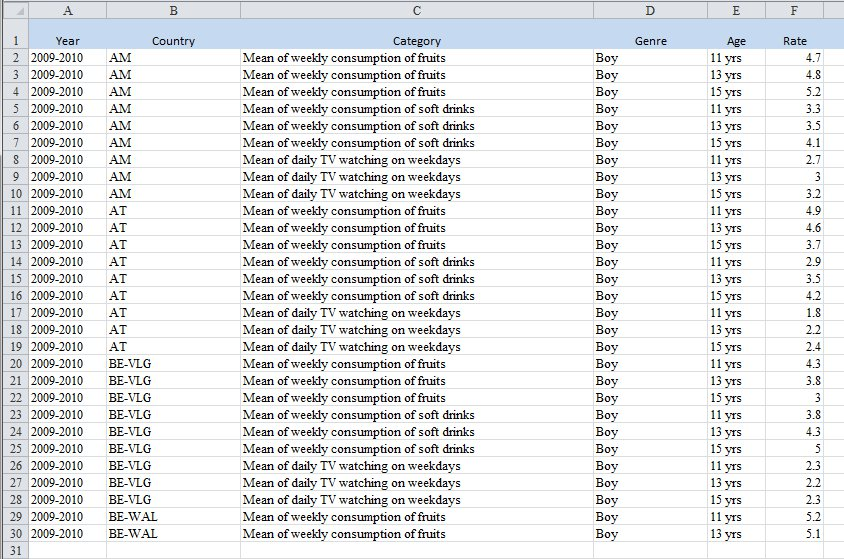 A B C D E F
1 Year Country Category Genre Age Rate
2 2009-2010 AM Mean of weekly consumption of fruits Boy 11 yrs 4.7
3 2009-2010 AM Mean of weekly consumption of fruits Boy 13 yrs 4.8
4 2009-2010 AM Mean of weekly consumption of fruits Boy 15 yrs 5.2
5 2009-2010 AM Mean of weekly consumption of soft drinks Boy 11 yrs 3.3
6 2009-2010 AM Mean of weekly consumption of soft drinks Boy 13 yrs 3.5
7 2009-2010 AM Mean of weekly consumption of soft drinks Boy 15 yrs 4.1
8 2009-2010 AM Mean of daily TV watching on weekdays Boy 11 yrs 2.7
9 2009-2010 AM Mean of daily TV watching on weekdays Boy 13 yrs 3
10 2009-2010 AM Mean of daily TV watching on weekdays Boy 15 yrs 3.2
11 2009-2010 AT Mean of weekly consumption of fruits Boy 11 yrs 4.9
12 2009-2010 AT Mean of weekly consumption of fruits Boy 13 yrs 4.6
13 2009-2010 AT Mean of weekly consumption of fruits Boy 15 yrs 3.7
14 2009-2010 AT Mean of weekly consumption of soft drinks Boy 11 yrs 2.9
15 2009-2010 AT Mean of weekly consumption of soft drinks Boy 13 yrs 3.5
16 2009-2010 AT Mean of weekly consumption of soft drinks Boy 15 yrs 4.2
17 2009-2010 AT Mean of daily TV watching on weekdays Boy 11 yrs 1.8
18 2009-2010 AT Mean of daily TV watching on weekdays Boy 13 yrs 2.2
19 2009-2010 AT Mean of daily TV watching on weekdays Boy 15 yrs 2.4
20 2009-2010 BE-VLG Mean of weekly consumption of fruits Boy 11 yrs 4.3
21 2009-2010 BE-VLG Mean of weekly consumption of fruits Boy 13 yrs 3.8
22 2009-2010 BE-VLG Mean of weekly consumption of fruits Boy 15 yrs 3
23 2009-2010 BE-VLG Mean of weekly consumption of soft drinks Boy 11 yrs 3.8
24 2009-2010 BE-VLG Mean of weekly consumption of soft drinks Boy 13 yrs 4.3
25 2009-2010 BE-VLG Mean of weekly consumption of soft drinks Boy 15 yrs 5
26 2009-2010 BE-VLG Mean of daily TV watching on weekdays Boy 11 yrs 2.3
27 2009-2010 BE-VLG Mean of daily TV watching on weekdays Boy 13 yrs 2.2
28 2009-2010 BE-VLG Mean of daily TV watching on weekdays Boy 15 yrs 2.3
29 2009-2010 BE-WAL Mean of weekly consumption of fruits Boy 11 yrs 5.2
30 2009-2010 BE-WAL Mean of weekly consumption of fruits Boy 13 yrs 5.1
31